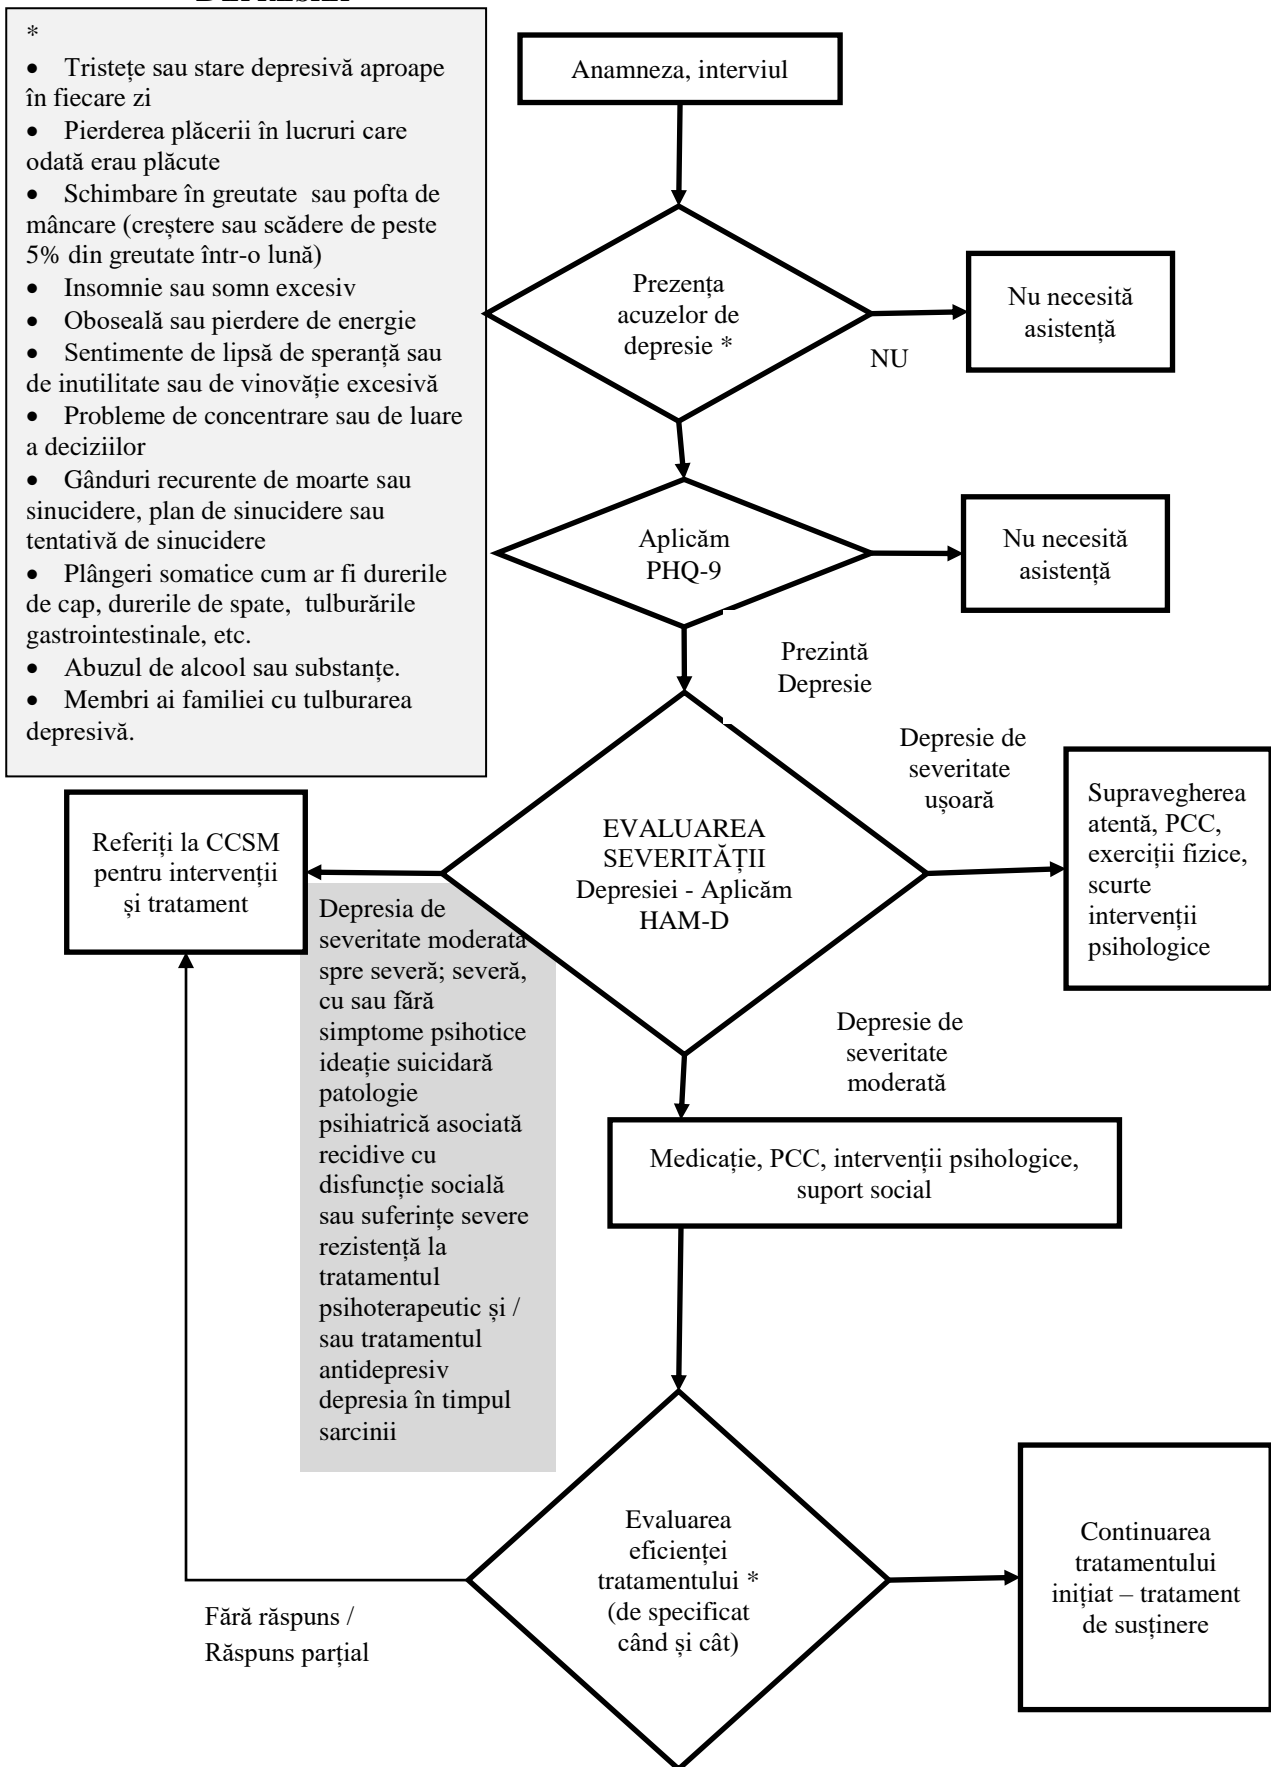 *
• Tristețe sau stare depresivă aproape
în fiecare zi
• Pierderea plăcerii în lucruri care
odată erau plăcute
• Schimbare în greutate sau pofta de
mâncare (creștere sau scădere de peste
5% din greutate într-o lună)
• Insomnie sau somn excesiv
• Oboseală sau pierdere de energie
• Sentimente de lipsă de speranță sau
de inutilitate sau de vinovăție excesivă
• Probleme de concentrare sau de luare
a deciziilor
• Gânduri recurente de moarte sau
sinucidere, plan de sinucidere sau
tentativă de sinucidere
• Plângeri somatice cum ar fi durerile
de cap, durerile de spate, tulburările
gastrointestinale, etc.
• Abuzul de alcool sau substanțe.
• Membri ai familiei cu tulburarea
depresivă.
Anamneza, interviul
Prezența
acuzelor de
depresie *
NU
Nu necesită
asistență
Aplicăm
PHQ-9
Nu necesită
asistență
Prezintă
Depresie
EVALUAREA
SEVERITĂȚII
Depresiei - Aplicăm
HAM-D
Depresie de
severitate
ușoară
Supravegherea
atentă, PCC,
exerciții fizice,
scurte
intervenții
psihologice
Referiți la CCSM
pentru intervenții
și tratament
Depresia de
severitate moderată
spre severă; severă,
cu sau fără
simptome psihotice
ideație suicidară
patologie
psihiatrică asociată
recidive cu
disfuncție socială
sau suferințe severe
rezistență la
tratamentul
psihoterapeutic și /
sau tratamentul
antidepresiv
depresia în timpul
sarcinii
Depresie de
severitate
moderată
Medicație, PCC, intervenții psihologice,
suport social
Evaluarea
eficienței
tratamentului *
(de specificat
când și cât)
Fără răspuns /
Răspuns parțial
Continuarea
tratamentului
inițiat – tratament
de susținere